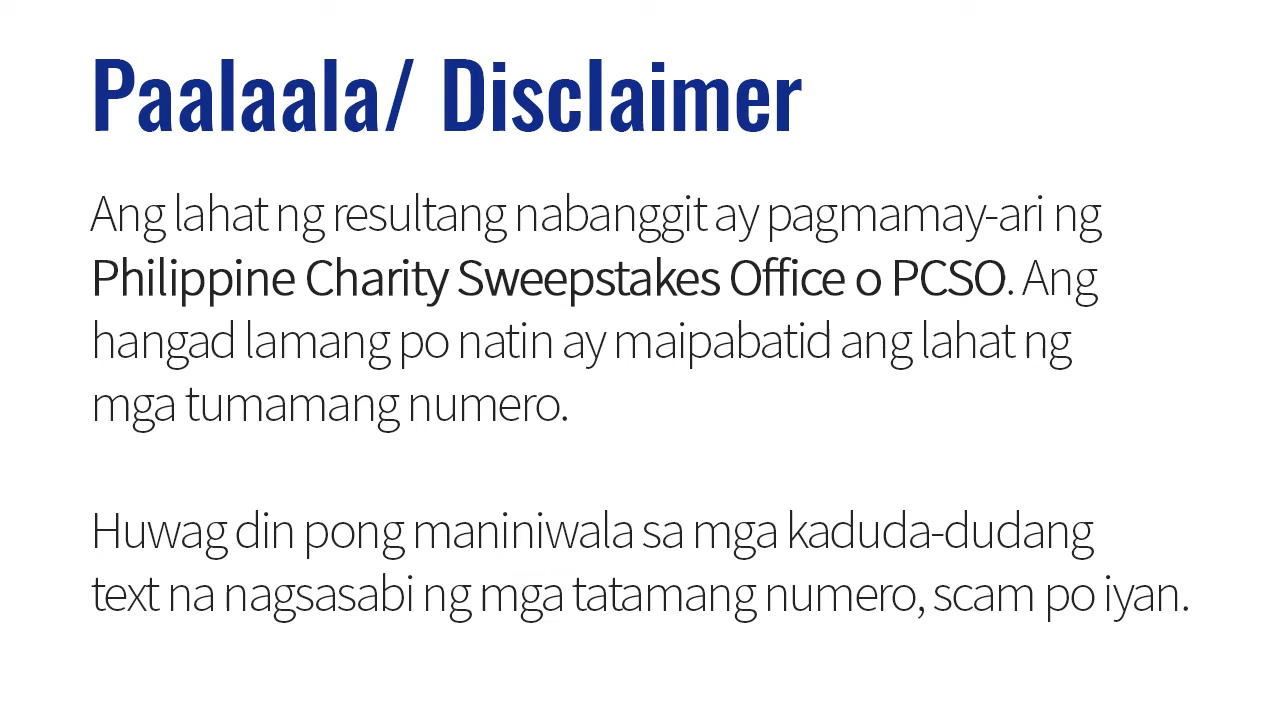 Paalaala/ Disclaimer
Ang lahat ng resultang nabanggit ay pagmamay-ari ng
Philippine Charity Sweepstakes Office o PCSO. Ang
hangad lamang po natin ay maipabatid ang lahat ng
mga tumamang numero.
Huwag din pong maniniwala sa mga kaduda-dudang
text na nagsasabi ng mga tatamang numero, scam po iyan.